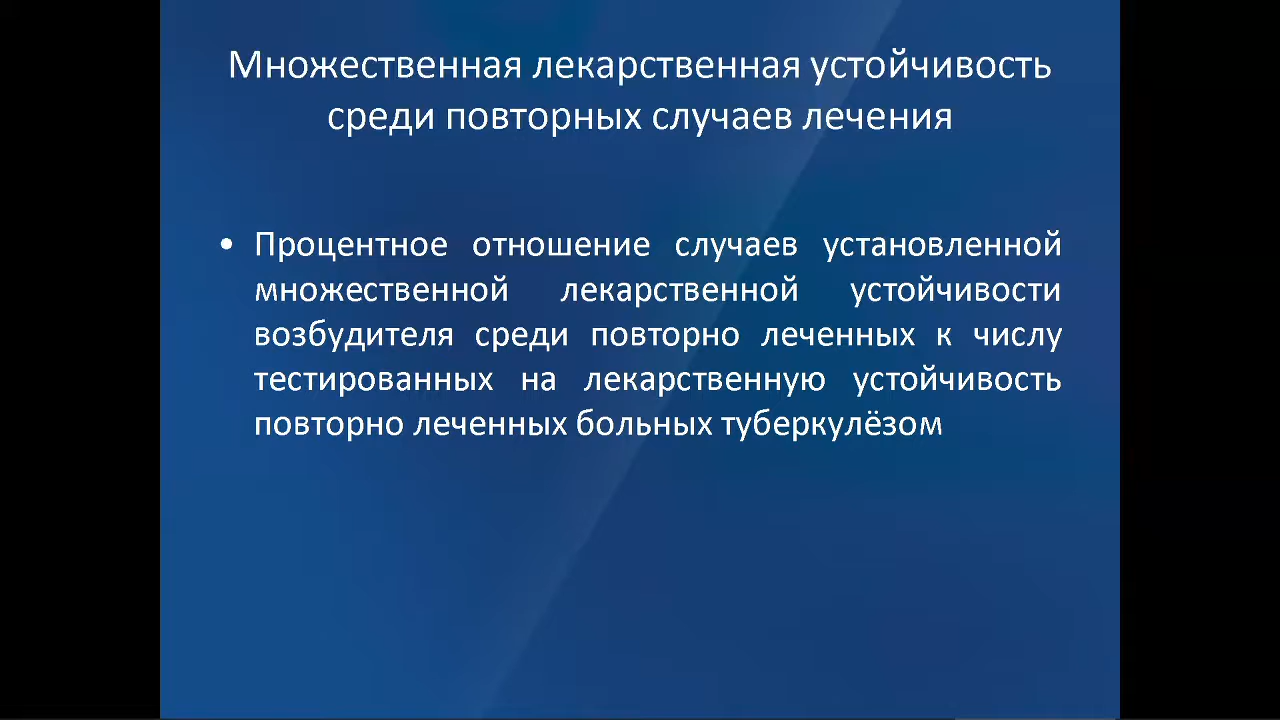 Множественная лекарственная устойчивость
среди повторных случаев лечения
• Процентное отношение случаев установленной
множественной лекарственной устойчивости
возбудителя среди повторно леченных к числу
тестированных на лекарственную устойчивость
повторно леченных больных туберкулёзом